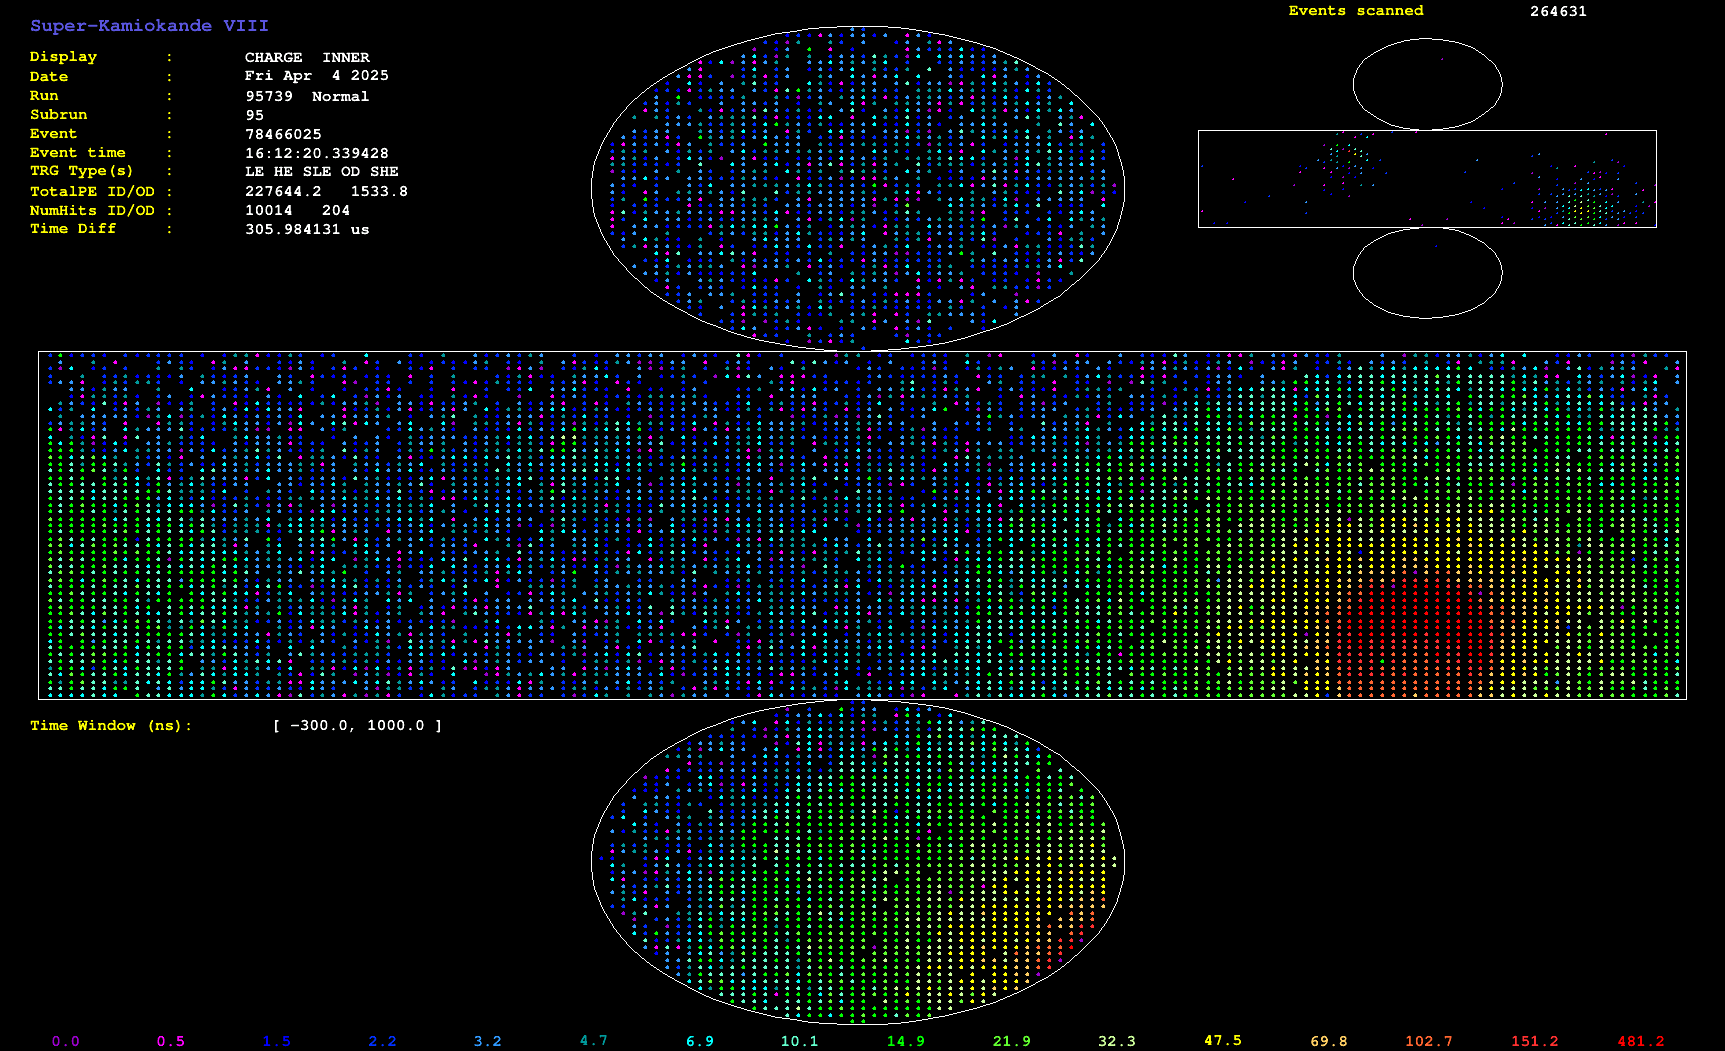 Super-Kamiokande VIII
Events scanned 264631
Display : CHARGE INNER
Date : Fri Apr 4 2025
Run : 95739 Normal
Subrun : 95
Event : 78466025
Event time : 16:12:20.339428
TRG Type(s) : LE HE SLE OD SHE
TotalPE ID/OD : 227644.2 1533.8
NumHits ID/OD : 10014 204
Time Diff : 305.984131 us
Time Window (ns): [ -300.0, 1000.0 ]
0.0 0.5 1.5 2.2 3.2 4.7 6.9 10.1 14.9 21.9 32.3 47.5 69.8 102.7 151.2 481.2